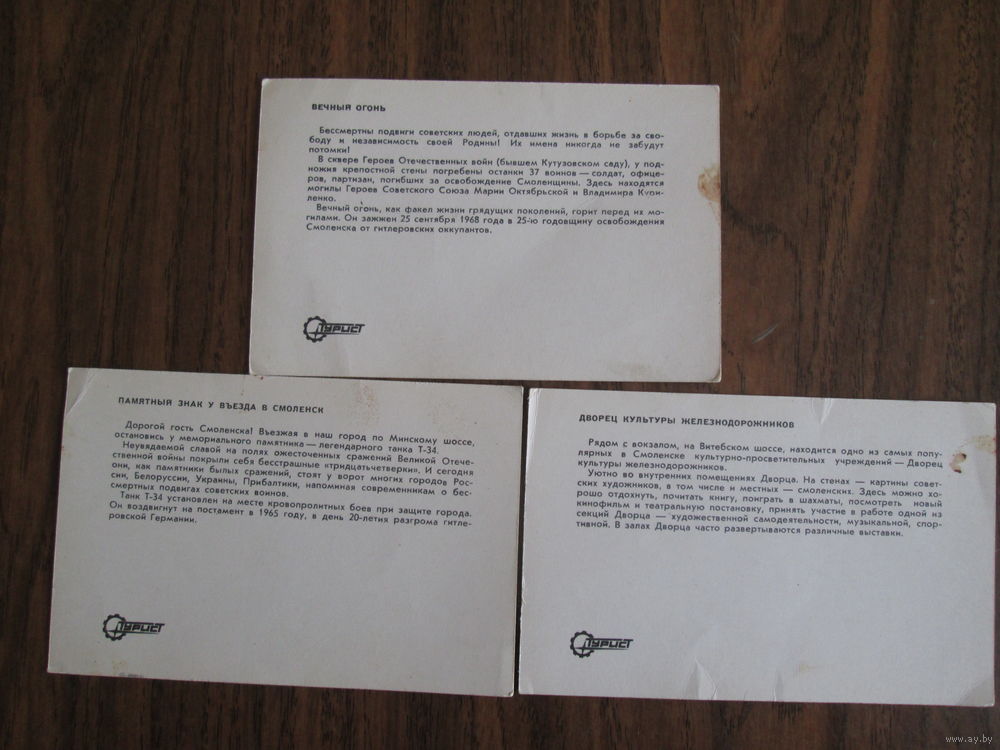 ВЕЧНЫЙ ОГОНЬ
Бессмертны подвиги советских людей, отдавших жизнь в борьбе за сво-
боду и независимость своей Родины! Их имена никогда не забудут
потомки!
В сквере Героев Отечественных войн (бывшем Кутузовском саду), у под-
ножия крепостной стены погребены останки 37 воинов — солдат, офице-
ров, партизан, погибших за освобождение Смоленщины. Здесь находятся
могилы Героев Советского Союза Марии Октябрьской и Владимира Кури-
ленко.
Вечный огонь, как факел жизни грядущих поколений, горит перед их мо-
гилами. Он зажжен 25 сентября 1968 года в 25-ю годовщину освобождения
Смоленска от гитлеровских оккупантов.
Турист
ПАМЯТНЫЙ ЗНАК У ВЪЕЗДА В СМОЛЕНСК
Дорогой гость Смоленска! Въезжая в наш город по Минскому шоссе,
остановись у мемориального памятника — легендарного танка Т-34.
Неувядаемой славой на полях ожесточенных сражений Великой Отече-
ственной войны покрыли себя бесстрашные «тридцатьчетверки». И сегодня
они, как памятники былых сражений, стоят у ворот многих городов Рос-
сии, Белоруссии, Украины, Прибалтики, напоминая современникам о бес-
смертных подвигах советских воинов.
Танк Т-34 установлен на месте кровопролитных боев при защите города.
Он воздвигнут на постамент в 1965 году, в день 20-летия разгрома гитле-
ровской Германии.
Турист
ДВОРЕЦ КУЛЬТУРЫ ЖЕЛЕЗНОДОРОЖНИКОВ
Рядом с вокзалом, на Витебском шоссе, находится одно из самых попу-
лярных в Смоленске культурно-просветительных учреждений — Дворец
культуры железнодорожников.
Уютно во внутренних помещениях Дворца. На стенах — картины совет-
ских художников, в том числе и местных — смоленских. Здесь можно хо-
рошо отдохнуть, почитать книгу, поиграть в шахматы, посмотреть новый
кинофильм и театральную постановку, принять участие в работе одной из
секций Дворца — художественной самодеятельности, музыкальной, спор-
тивной. В залах Дворца часто развертываются различные выставки.
Турист
www.ay.by